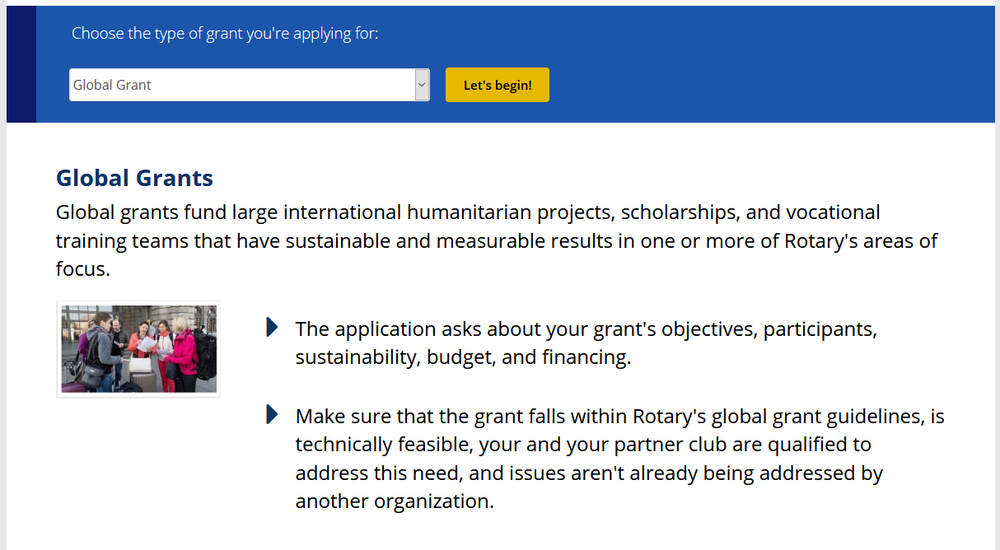 Choose the type of grant you're applying for:
Global Grant
Let's begin!
Global Grants
Global grants fund large international humanitarian projects, scholarships, and vocational
training teams that have sustainable and measurable results in one or more of Rotary's areas of
focus.
The application asks about your grant's objectives, participants,
sustainability, budget, and financing.
Make sure that the grant falls within Rotary's global grant guidelines, is
technically feasible, your and your partner club are qualified to
address this need, and issues aren't already being addressed by
another organization.